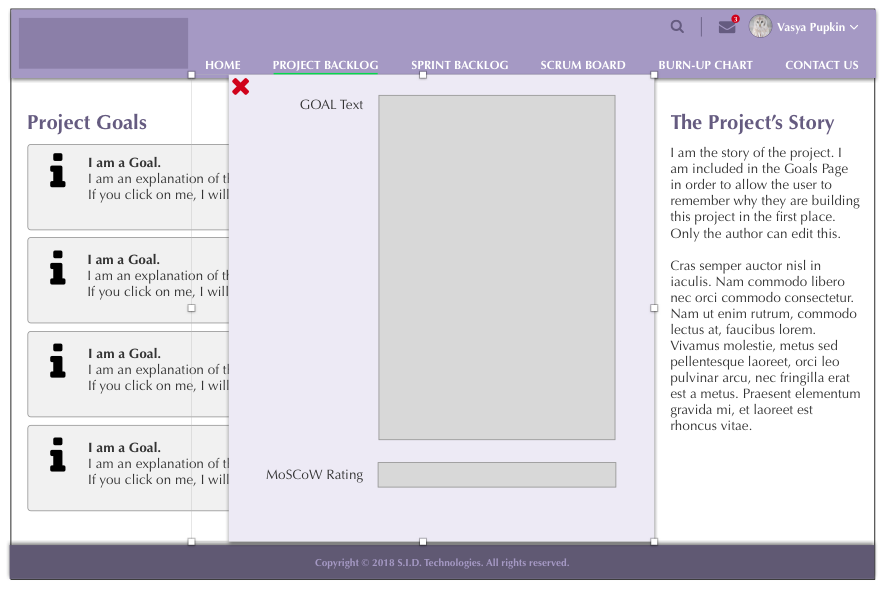 3
Vasya Pupkin
HOME PROJECT BACKLOG SPRINT BACKLOG SCRUM BOARD BURN-UP CHART CONTACT US
Project Goals
I am a Goal.
I am an explanation of th
If you click on me, I will
I am a Goal.
I am an explanation of th
If you click on me, I will
I am a Goal.
I am an explanation of th
If you click on me, I will
I am a Goal.
I am an explanation of th
If you click on me, I will
GOAL Text
MoSCoW Rating
The Project’s Story
I am the story of the project. I
am included in the Goals Page
in order to allow the user to
remember why they are building
this project in the first place.
Only the author can edit this.
Cras semper auctor nisl in
iaculis. Nam commodo libero
nec orci commodo consectetur.
Nam ut enim rutrum, commodo
lectus at, faucibus lorem.
Vivamus molestie, metus sed
pellentesque laoreet, orci leo
pulvinar arcu, nec fringilla erat
est a metus. Praesent elementum
gravida mi, et laoreet est
rhoncus vitae.
Copyright © 2018 S.I.D. Technologies. All rights reserved.